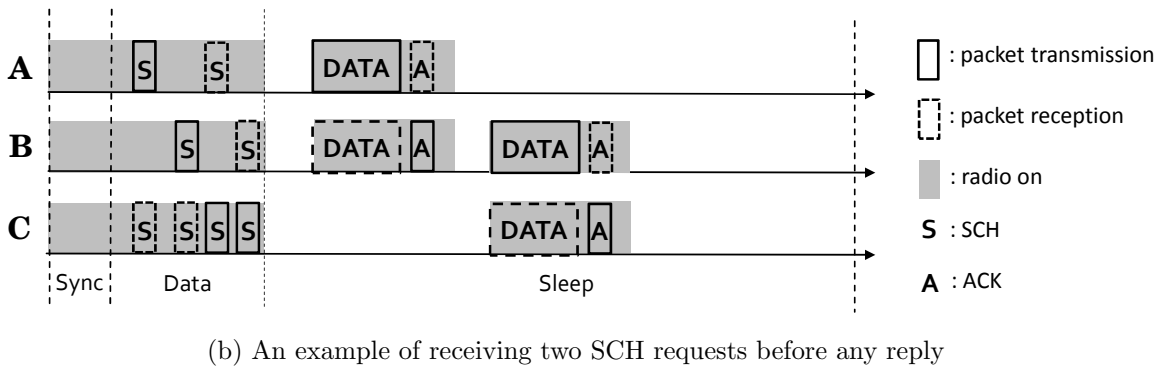 A S S DATA A : packet transmission
: packet reception
B S S DATA A DATA A
: radio on
C S S S S DATA A S : SCH
Sync Data Sleep A : ACK
(b) An example of receiving two SCH requests before any reply